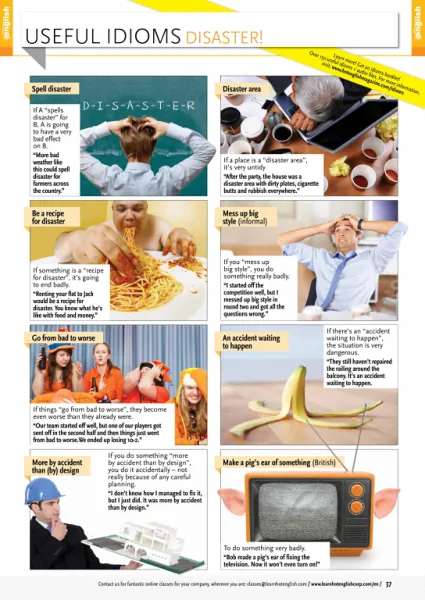 english
english
USEFUL IDIOMS DISASTER!
Learn more! Get an idioms booklet!
Over 150 useful idioms + audio files. For more information,
visit: www.hotenglishmagazine.com/idioms
Spell disaster
If A "spells
disaster" for
B, A is going
to have a very
bad effect
on B.
"More bad
weather like
this could spell
disaster for
farmers across
the country."
D-I-S-A-S-T-E-R
Disaster area
If a place is a "disaster area",
it's very untidy
"After the party, the house was a
disaster area with dirty plates, cigarette
butts and rubbish everywhere."
Be a recipe
for disaster
If something is a "recipe
for disaster", it's going
to end badly.
"Renting your flat to Jack
would be a recipe for
disaster. You know what he's
like with food and money."
Mess up big
style (informal)
If you "mess up
big style", you do
something really badly.
"I started off the
competition well, but I
messed up big style in
round two and got all the
questions wrong."
Go from bad to worse
If things "go from bad to worse", they become
even worse than they already were.
"Our team started off well, but one of our players got
sent off in the second half and then things just went
from bad to worse. We ended up losing 10-2."
An accident waiting
to happen
If there's an "accident
waiting to happen",
the situation is very
dangerous.
"They still haven't repaired
the railing around the
balcony. It's an accident
waiting to happen.
More by accident
than (by) design
If you do something "more
by accident than by design",
you do it accidentally – not
really because of any careful
planning.
"I don't know how I managed to fix it,
but I just did. It was more by accident
than by design."
Make a pig's ear of something (British)
To do something very badly.
"Bob made a pig's ear of fixing the
television. Now it won't even turn on!"
Contact us for fantastic online classes for your company, wherever you are: classes@learnhotenglish.com / www.learnhotenglishcorp.com/en / 37